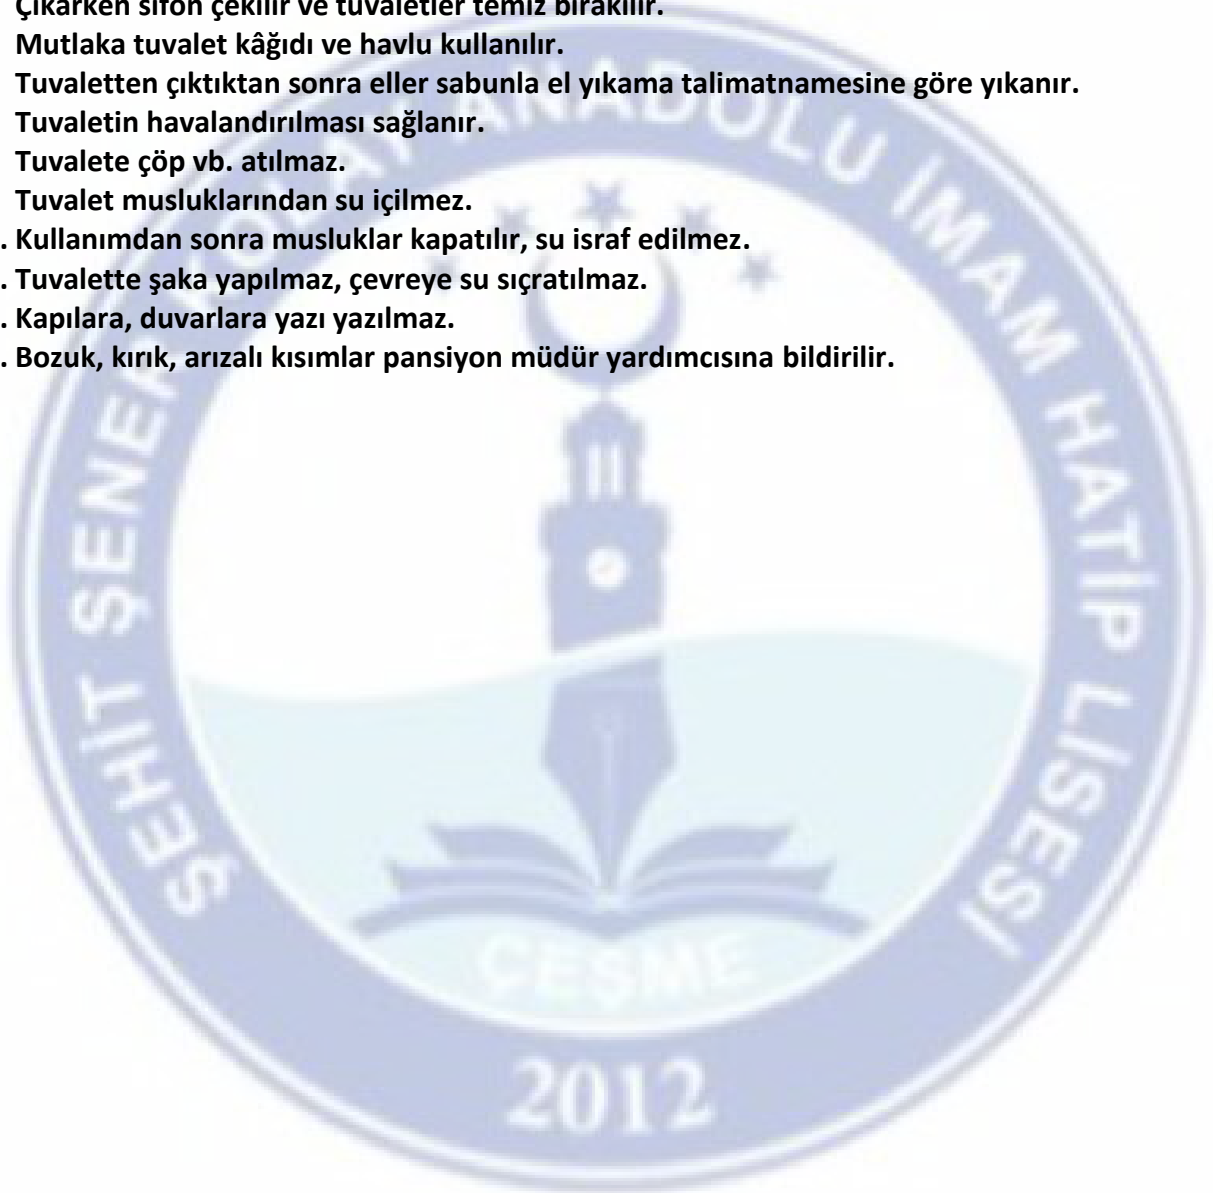 Çıkarken sifon çekilir ve tuvaletler temiz bırakılır.
Mutlaka tuvalet kâğıdı ve havlu kullanılır.
Tuvaletten çıktıktan sonra eller sabunla el yıkama talimatnamesine göre yıkanır.
Tuvaletin havalandırılması sağlanır.
Tuvalete çöp vb. atılmaz.
Tuvalet musluklarından su içilmez.
. Kullanımdan sonra musluklar kapatılır, su israf edilmez.
. Tuvalette şaka yapılmaz, çevreye su sıçratılmaz.
. Kapılara, duvarlara yazı yazılmaz.
. Bozuk, kırık, arızalı kısımlar pansiyon müdür yardımcısına bildirilir.
ŞEHİT ŞENER KOLAY ANADOLU İMAM HATİP LİSESİ
ÇEŞME
2012